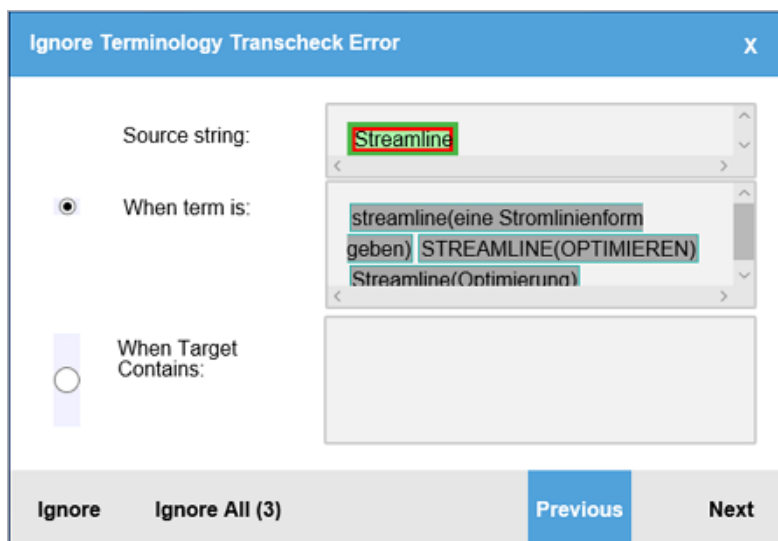 Ignore Terminology Transcheck Error X
Source string: Streamline
When term is: streamline(eine Stromlinienform
geben) STREAMLINE(OPTIMIEREN)
Streamline(Optimierung)
When Target
Contains:
Ignore Ignore All (3) Previous Next